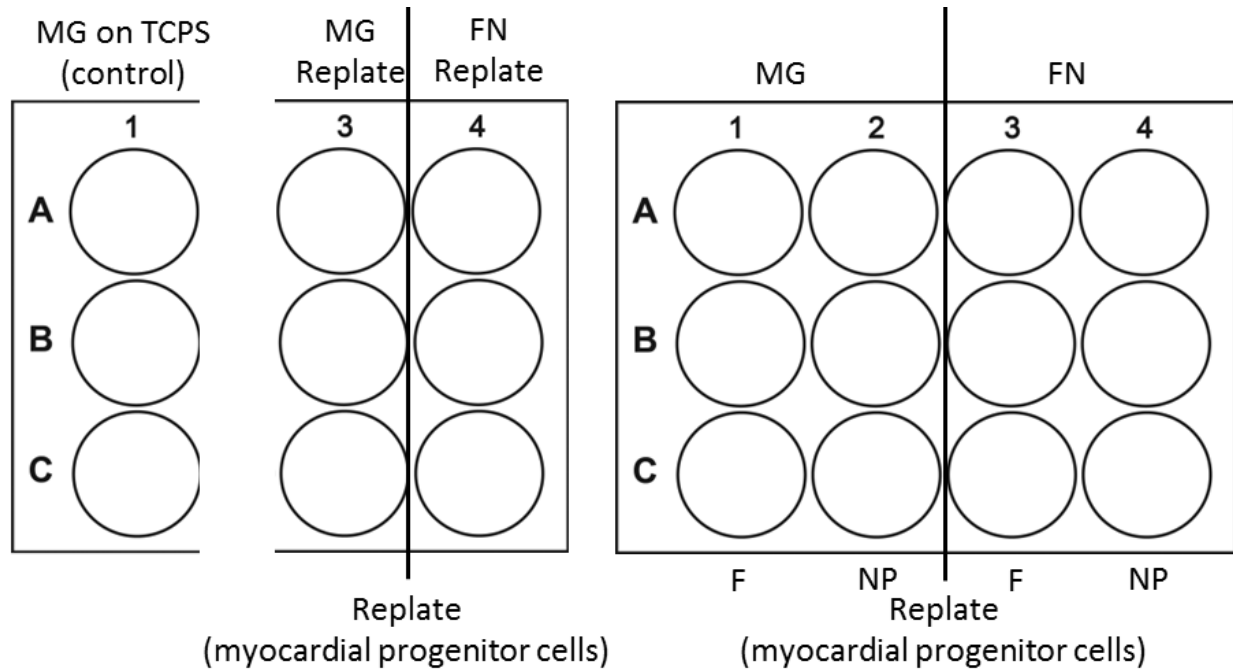 MG on TCPS
(control)
MG
Replate
FN
Replate
MG
FN
1
3
4
1
2
3
4
A
A
B
B
C
C
F
NP
F
NP
Replate
(myocardial progenitor cells)
Replate
(myocardial progenitor cells)